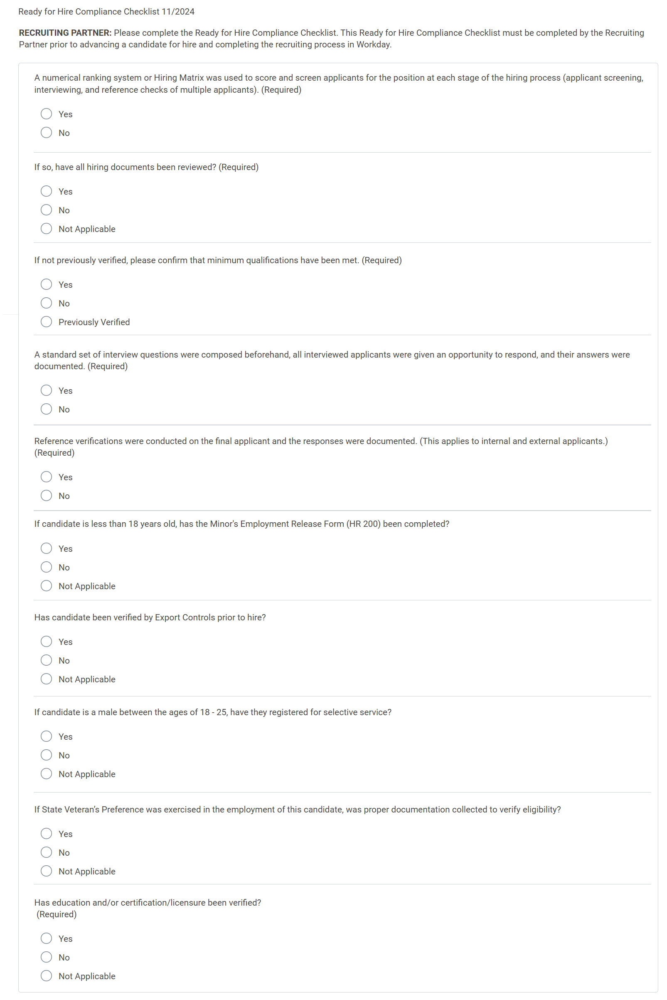 Ready for Hire Compliance Checklist 11/2024
RECRUITING PARTNER: Please complete the Ready for Hire Compliance Checklist. This Ready for Hire Compliance Checklist must be completed by the Recruiting
Partner prior to advancing a candidate for hire and completing the recruiting process in Workday.
A numerical ranking system or Hiring Matrix was used to score and screen applicants for the position at each stage of the hiring process (applicant screening,
interviewing, and reference checks of multiple applicants). (Required)
Yes
No
If so, have all hiring documents been reviewed? (Required)
Yes
No
Not Applicable
If not previously verified, please confirm that minimum qualifications have been met. (Required)
Yes
No
Previously Verified
A standard set of interview questions were composed beforehand, all interviewed applicants were given an opportunity to respond, and their answers were
documented. (Required)
Yes
No
Reference verifications were conducted on the final applicant and the responses were documented. (This applies to internal and external applicants.)
(Required)
Yes
No
If candidate is less than 18 years old, has the Minor's Employment Release Form (HR 200) been completed?
Yes
No
Not Applicable
Has candidate been verified by Export Controls prior to hire?
Yes
No
Not Applicable
If candidate is a male between the ages of 18 - 25, have they registered for selective service?
Yes
No
Not Applicable
If State Veteran’s Preference was exercised in the employment of this candidate, was proper documentation collected to verify eligibility?
Yes
No
Not Applicable
Has education and/or certification/licensure been verified?
(Required)
Yes
No
Not Applicable